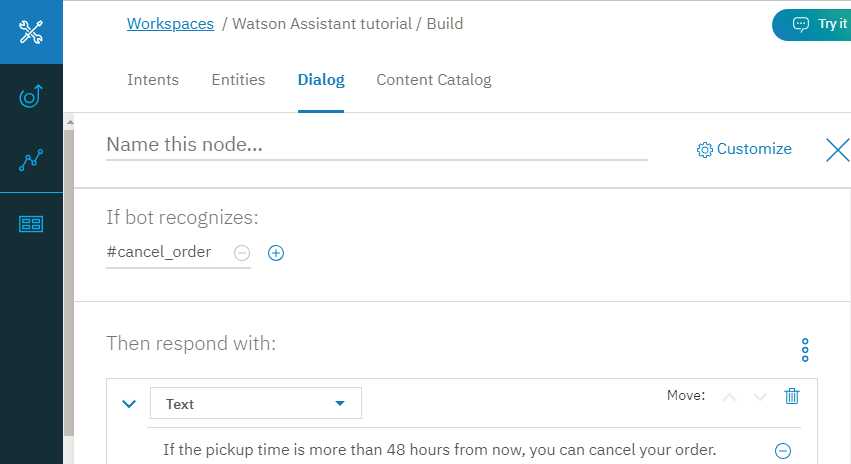 Workspaces / Watson Assistant tutorial / Build
Try it
Intents Entities Dialog Content Catalog
Name this node...
Customize
If bot recognizes:
#cancel_order
Then respond with:
Text
Move:
If the pickup time is more than 48 hours from now, you can cancel your order.